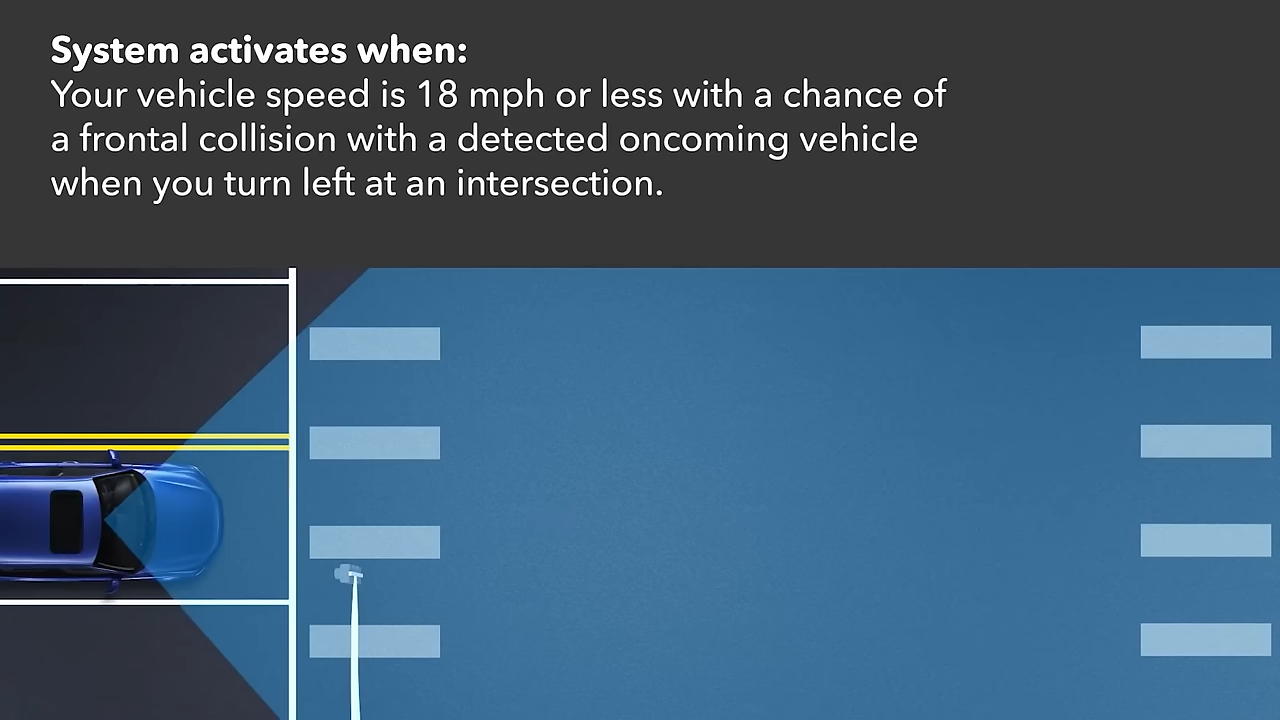 System activates when:
Your vehicle speed is 18 mph or less with a chance of
a frontal collision with a detected oncoming vehicle
when you turn left at an intersection.